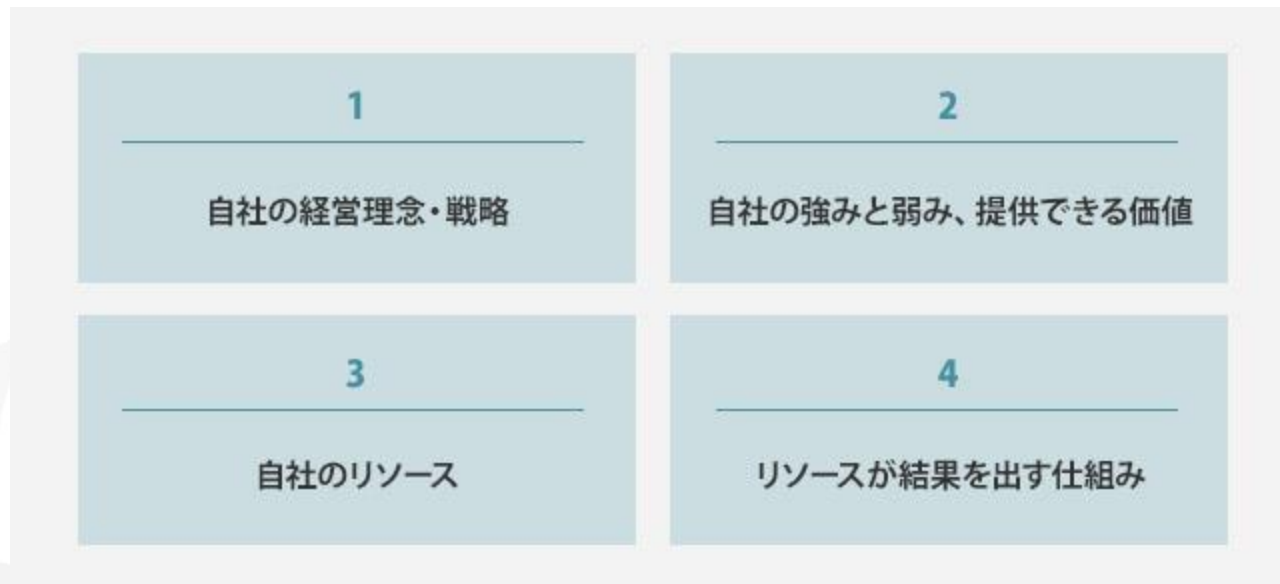 1
自社の経営理念・戦略
2
自社の強みと弱み、提供できる価値
3
自社のリソース
4
リソースが結果を出す仕組み